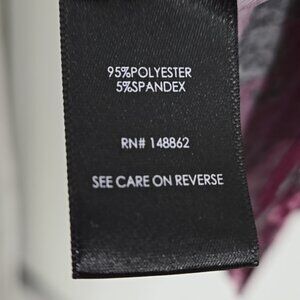 95%POLYESTER
5%SPANDEX
RN# 148862
SEE CARE ON REVERSE